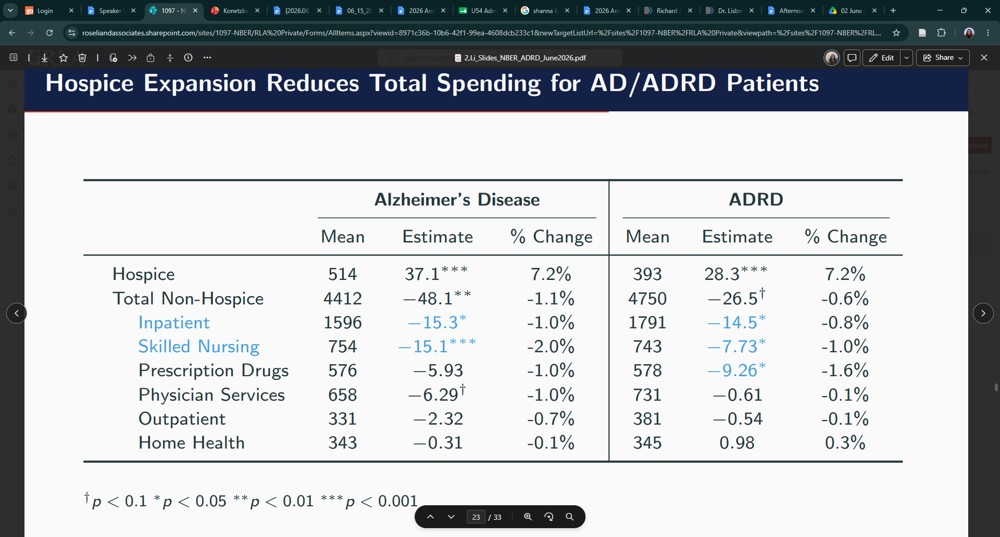 Login
Speaker
1097 - N
Konetzka
[2026.06.
06_15_20
2026 Ann
U54 Adm
shanna b
2026 Ann
Richard J
Dr. Lisbe
Afternoo
02 June 2
roseliandassociates.sharepoint.com/sites/1097-NBER/RLA%20Private/Forms/AllItems.aspx?viewid=8971c36b-10b6-42f1-99ea-4608dcb233c1&newTargetListUrl=%2Fsites%2F1097-NBER%2FRLA%20Private&viewpath=%2Fsites%2F1097-NBER%2FRL...
Search this libra
2,Li_Slides_NBER_ADRD_June2026.pdf
Edit
Share
Hospice Expansion Reduces Total Spending for AD/ADRD Patients
Alzheimer's Disease ADRD
Mean Estimate % Change Mean Estimate % Change
Hospice 514 37.1*** 7.2% 393 28.3*** 7.2%
Total Non-Hospice 4412 −48.1** -1.1% 4750 −26.5† -0.6%
Inpatient 1596 −15.3* -1.0% 1791 −14.5* -0.8%
Skilled Nursing 754 −15.1*** -2.0% 743 −7.73* -1.0%
Prescription Drugs 576 −5.93 -1.0% 578 −9.26* -1.6%
Physician Services 658 −6.29† -1.0% 731 −0.61 -0.1%
Outpatient 331 −2.32 -0.7% 381 −0.54 -0.1%
Home Health 343 −0.31 -0.1% 345 0.98 0.3%
†p < 0.1 *p < 0.05 **p < 0.01 ***p < 0.001
23 / 33